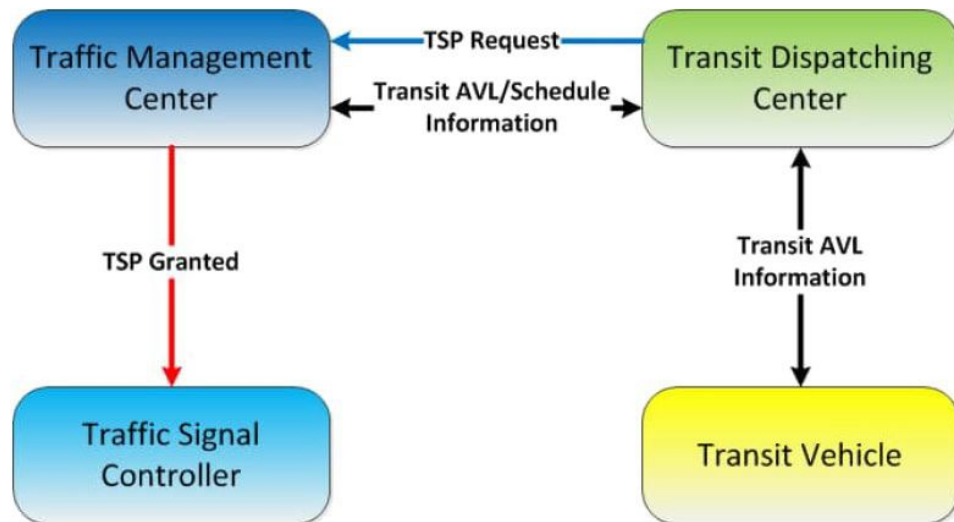 Traffic Management
Center
TSP Request
Transit AVL/Schedule
Information
Transit Dispatching
Center
TSP Granted
Transit AVL
Information
Traffic Signal
Controller
Transit Vehicle